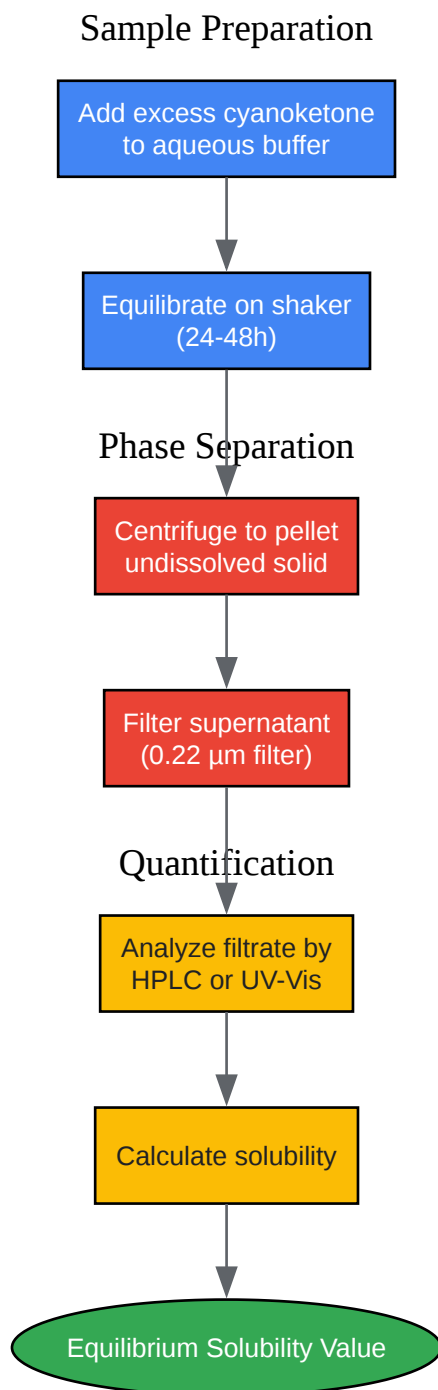 Sample Preparation
Add excess cyanoketone
to aqueous buffer
Equilibrate on shaker
(24-48h)
Phase Separation
Centrifuge to pellet
undissolved solid
Filter supernatant
(0.22 µm filter)
Quantification
Analyze filtrate by
HPLC or UV-Vis
Calculate solubility
Equilibrium Solubility Value